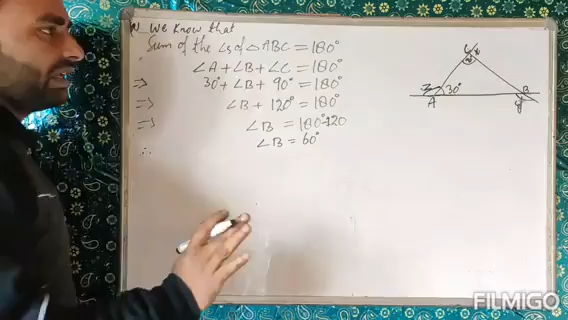 We know that
Sum of the ∠s of △ABC = 180°
∠A + ∠B + ∠C = 180°
⇒ 30° + ∠B + 90° = 180°
⇒ ∠B + 120° = 180°
⇒ ∠B = 180° - 120
∴ ∠B = 60°
C
30°
A
B
y
FILMIGO